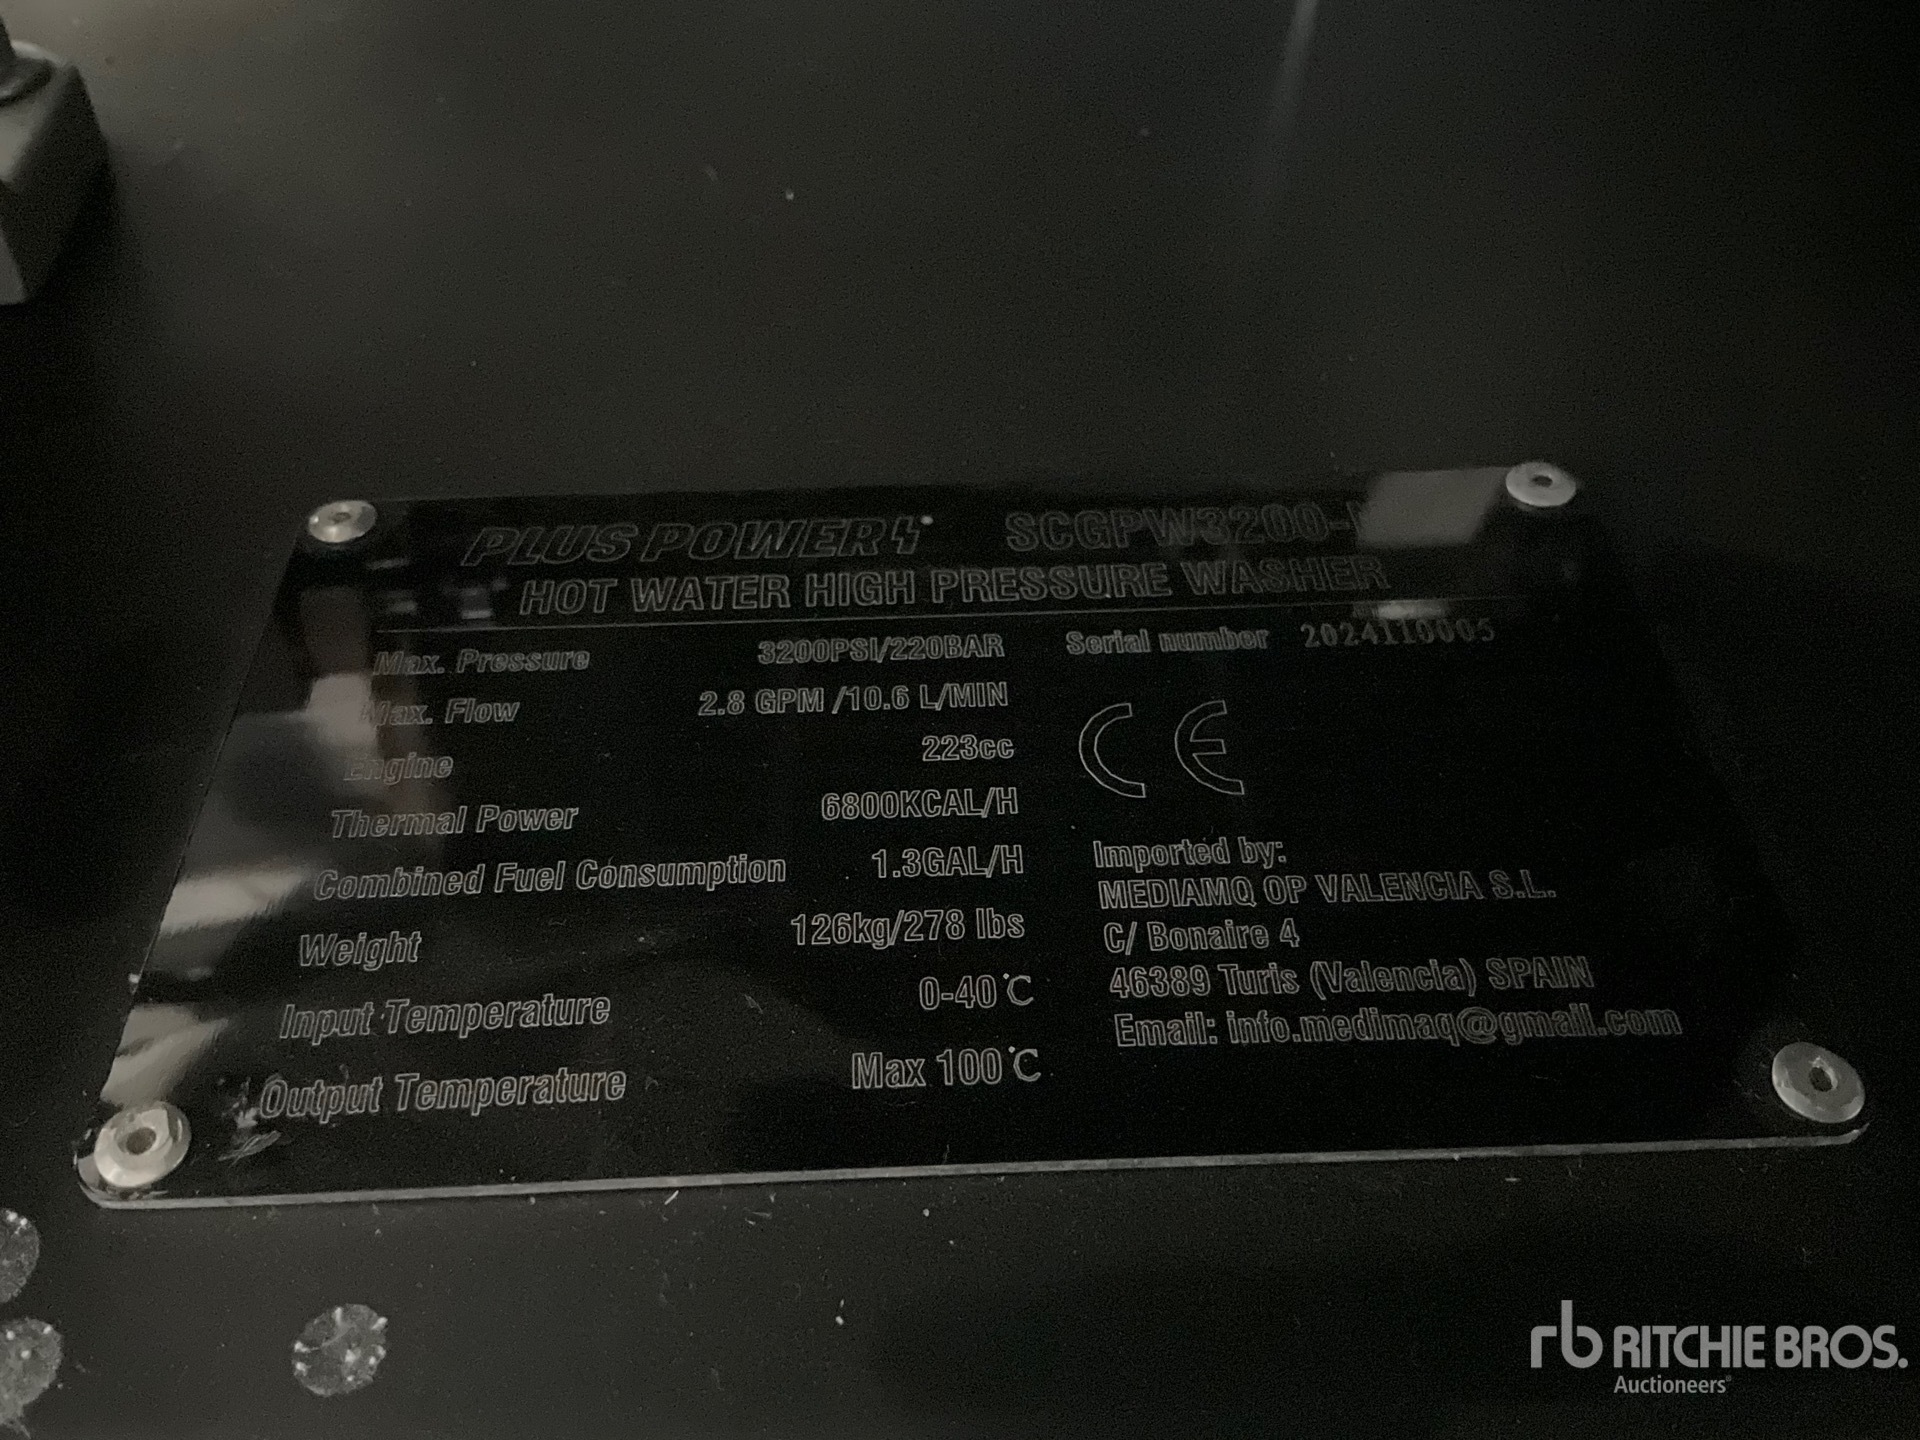 PLUS POWER SCGPW3200-
HOT WATER HIGH PRESSURE WASHER
Max. Pressure 3200PSI/220BAR
Max. Flow 2.8 GPM /10.6 L/MIN
Engine 223cc
Thermal Power 6800KCAL/H
Combined Fuel Consumption 1.3GAL/H
Weight 126kg/278 lbs
Input Temperature 0-40℃
Output Temperature Max 100℃
Serial number 2024110005
CE
Imported by:
MEDIAMQ OP VALENCIA S.L.
C/ Bonaire 4
46389 Turis (Valencia) SPAIN
Email: info.medimaq@gmail.com
rb RITCHIE BROS.
Auctioneers